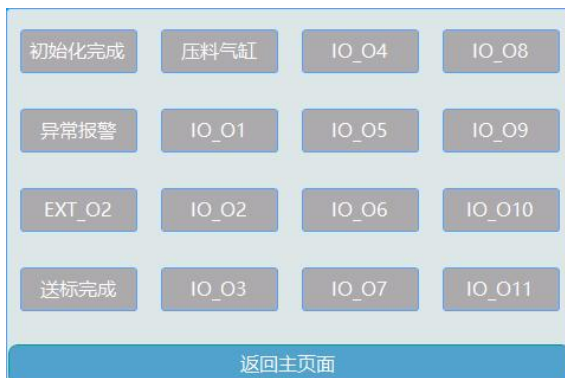 初始化完成 压料气缸 IO_O4 IO_O8
异常报警 IO_O1 IO_O5 IO_O9
EXT_O2 IO_O2 IO_O6 IO_O10
送标完成 IO_O3 IO_O7 IO_O11
返回主页面